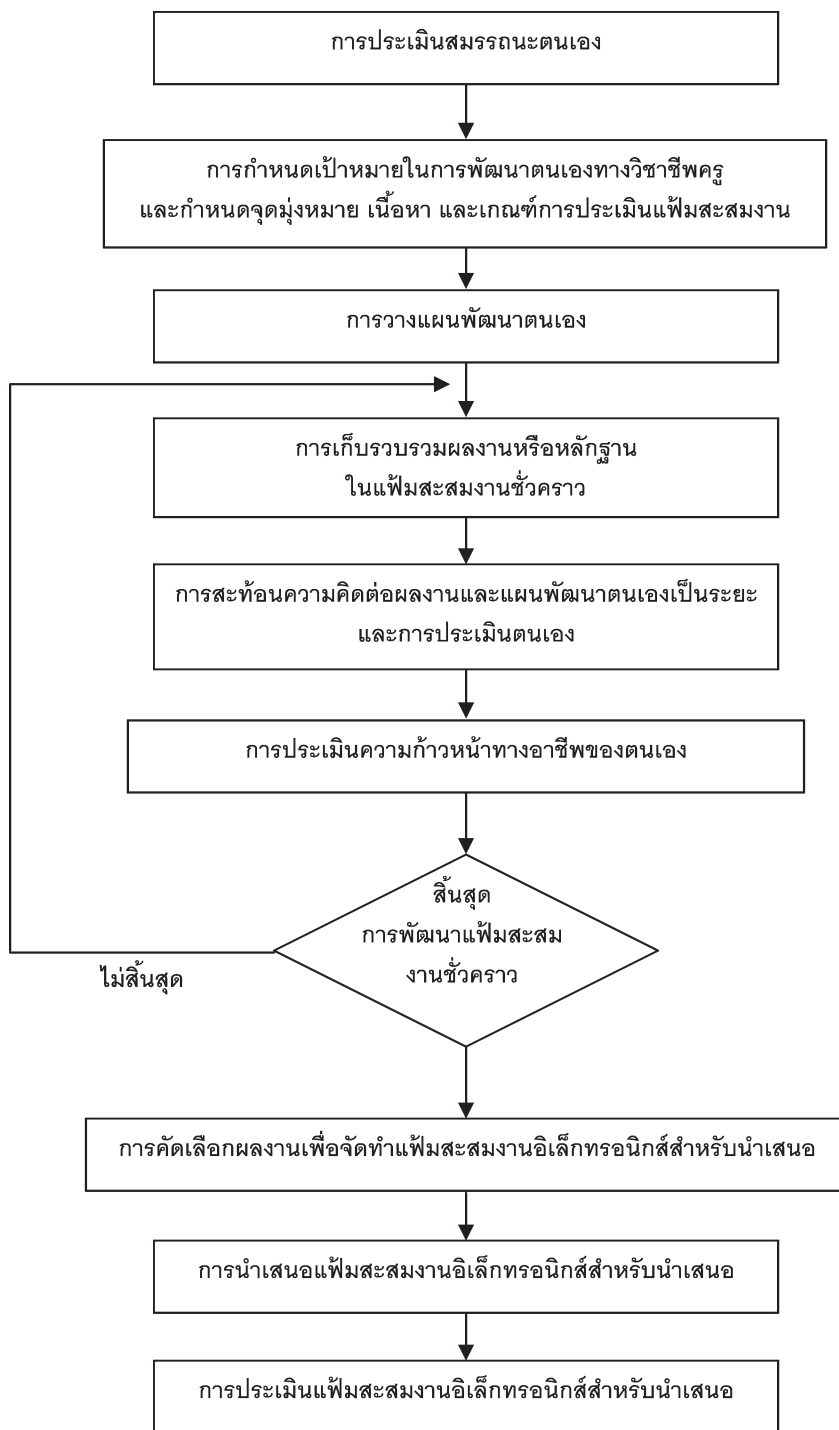 การประเมินสมรรถนะตนเอง
การกำหนดเป้าหมายในการพัฒนาตนเองทางวิชาชีพครู
และกำหนดจุดมุ่งหมาย เนื้อหา และเกณฑ์การประเมินแฟ้มสะสมงาน
การวางแผนพัฒนาตนเอง
การเก็บรวบรวมผลงานหรือหลักฐาน
ในแฟ้มสะสมงานชั่วคราว
การสะท้อนความคิดต่อผลงานและแผนพัฒนาตนเองเป็นระยะ
และการประเมินตนเอง
การประเมินความก้าวหน้าทางอาชีพของตนเอง
สิ้นสุด
การพัฒนาแฟ้มสะสม
งานชั่วคราว
ไม่สิ้นสุด
การคัดเลือกผลงานเพื่อจัดทำแฟ้มสะสมงานอิเล็กทรอนิกส์สำหรับนำเสนอ
การนำเสนอแฟ้มสะสมงานอิเล็กทรอนิกส์สำหรับนำเสนอ
การประเมินแฟ้มสะสมงานอิเล็กทรอนิกส์สำหรับนำเสนอ